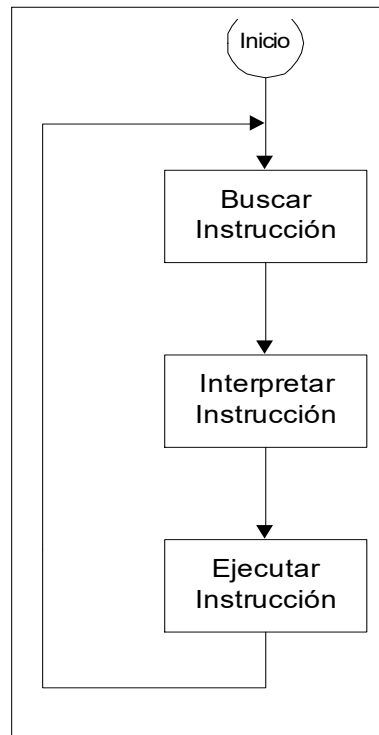 Inicio
Buscar
Instrucción
Interpretar
Instrucción
Ejecutar
Instrucción